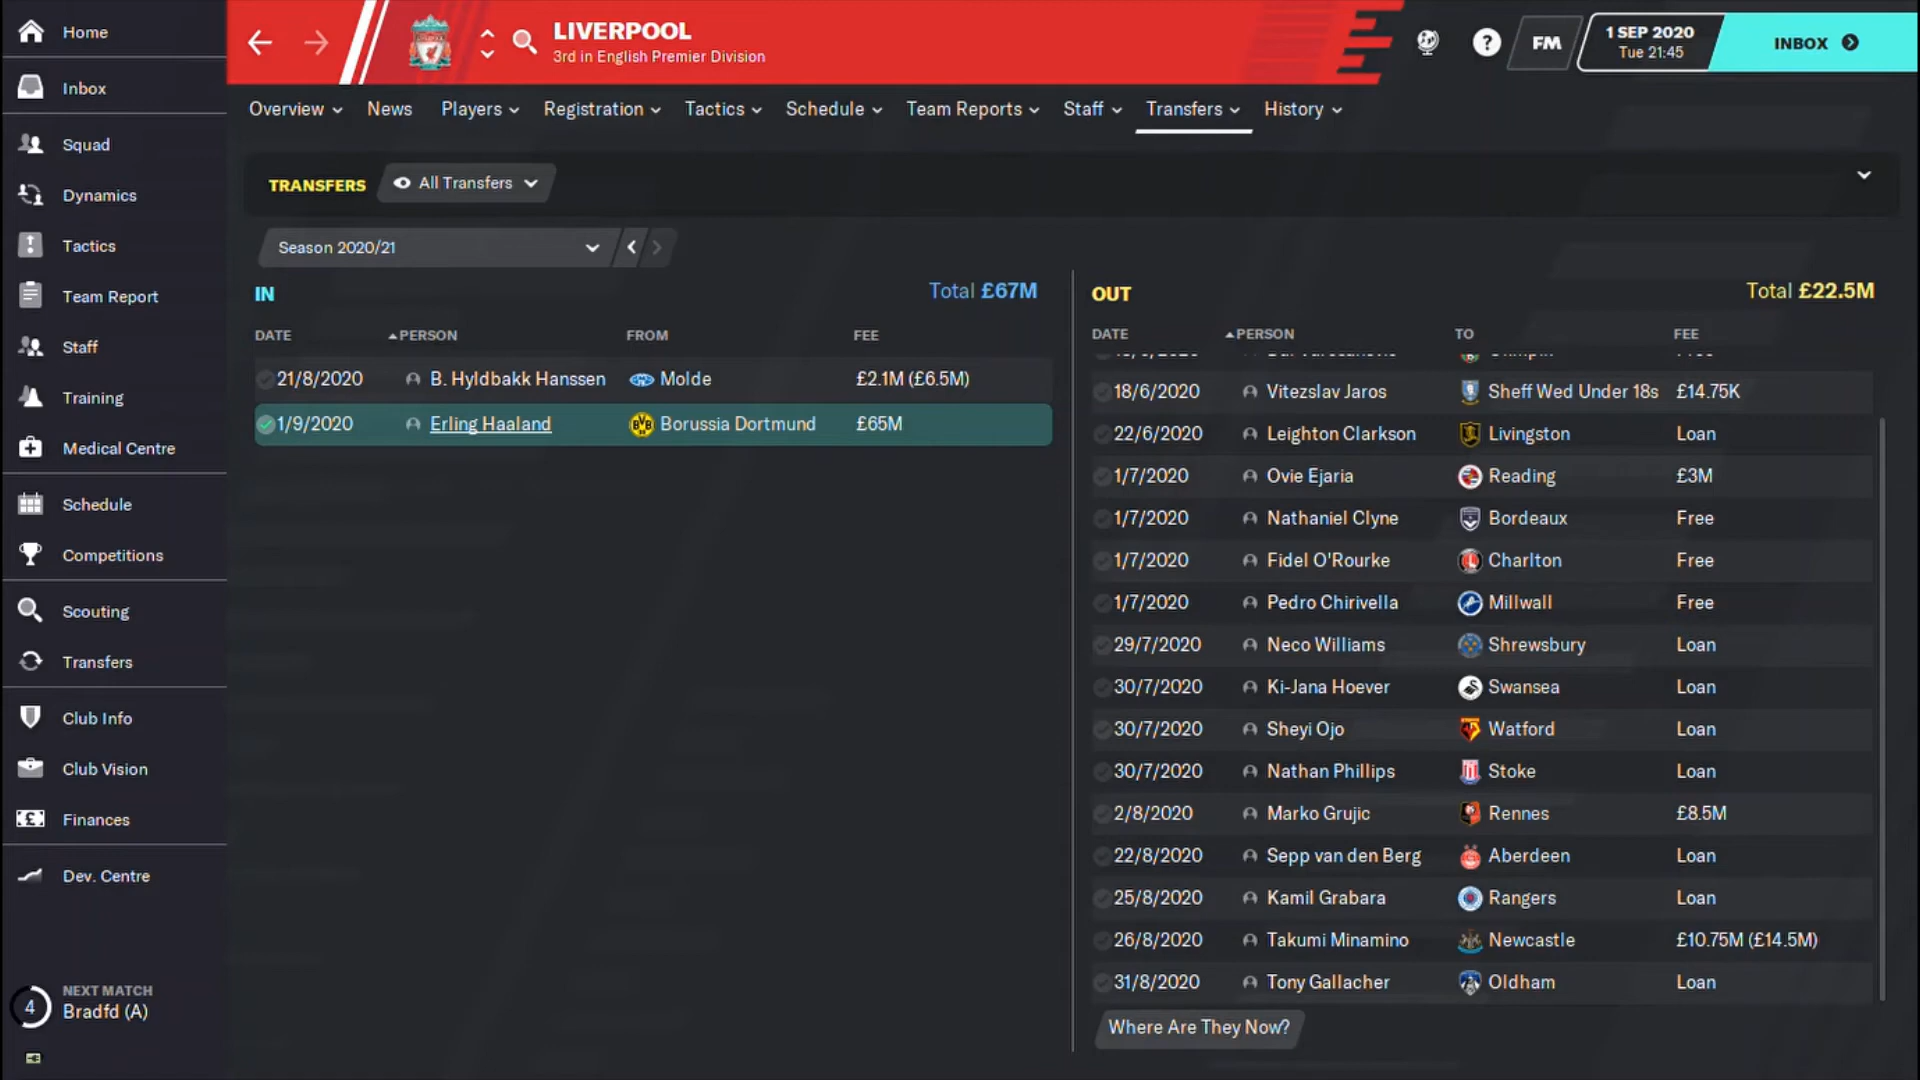 Home
Inbox
Squad
Dynamics
Tactics
Team Report
Staff
Training
Medical Centre
Schedule
Competitions
Scouting
Transfers
Club Info
Club Vision
Finances
Dev. Centre
4
NEXT MATCH
Bradfd (A)
LIVERPOOL
3rd in English Premier Division
?
FM
1 SEP 2020
Tue 21:45
INBOX
Overview News Players Registration Tactics Schedule Team Reports Staff Transfers History
TRANSFERS All Transfers
Season 2020/21
IN Total £67M
DATE PERSON FROM FEE
21/8/2020 B. Hyldbakk Hanssen Molde £2.1M (£6.5M)
1/9/2020 Erling Haaland Borussia Dortmund £65M
OUT Total £22.5M
DATE PERSON TO FEE
18/6/2020 Vitezslav Jaros Sheff Wed Under 18s £14.75K
22/6/2020 Leighton Clarkson Livingston Loan
1/7/2020 Ovie Ejaria Reading £3M
1/7/2020 Nathaniel Clyne Bordeaux Free
1/7/2020 Fidel O'Rourke Charlton Free
1/7/2020 Pedro Chirivella Millwall Free
29/7/2020 Neco Williams Shrewsbury Loan
30/7/2020 Ki-Jana Hoever Swansea Loan
30/7/2020 Sheyi Ojo Watford Loan
30/7/2020 Nathan Phillips Stoke Loan
2/8/2020 Marko Grujic Rennes £8.5M
22/8/2020 Sepp van den Berg Aberdeen Loan
25/8/2020 Kamil Grabara Rangers Loan
26/8/2020 Takumi Minamino Newcastle £10.75M (£14.5M)
31/8/2020 Tony Gallacher Oldham Loan
Where Are They Now?